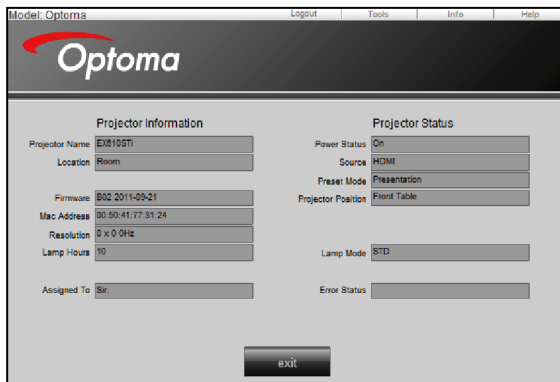 Model: Optoma
Logout Tools Info Help
Optoma
Projector Information
Projector Name EX610STi
Location Room
Firmware B02 2011-09-21
Mac Address 00:50:41:77:31:24
Resolution 0 x 0 0Hz
Lamp Hours 10
Assigned To Sir.
Projector Status
Power Status On
Source HDMI
Preset Mode Presentation
Projector Position Front Table
Lamp Mode STD
Error Status
exit